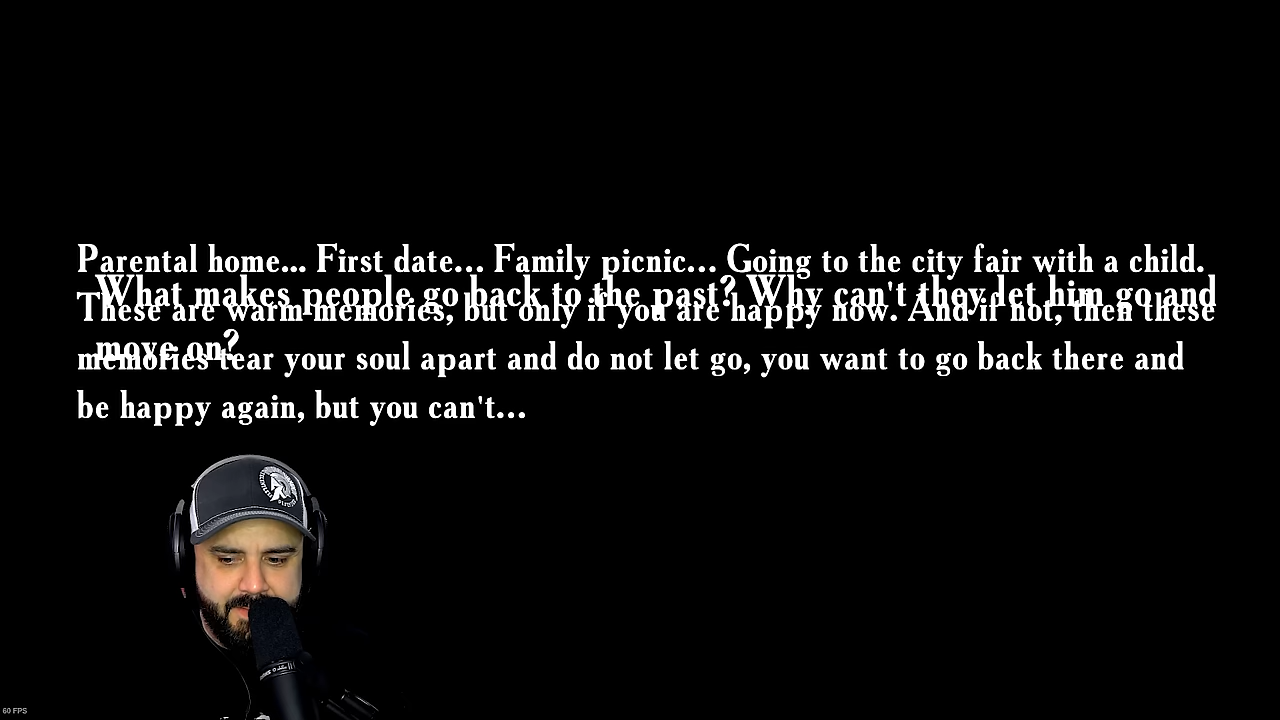 Parental home... First date... Family picnic... Going to the city fair with a child.
What makes people go back to the past? Why can't they let him go and
These are warm memories, but only if you are happy now. And if not, then these
move on?
memories tear your soul apart and do not let go, you want to go back there and
be happy again, but you can't...
60 FPS